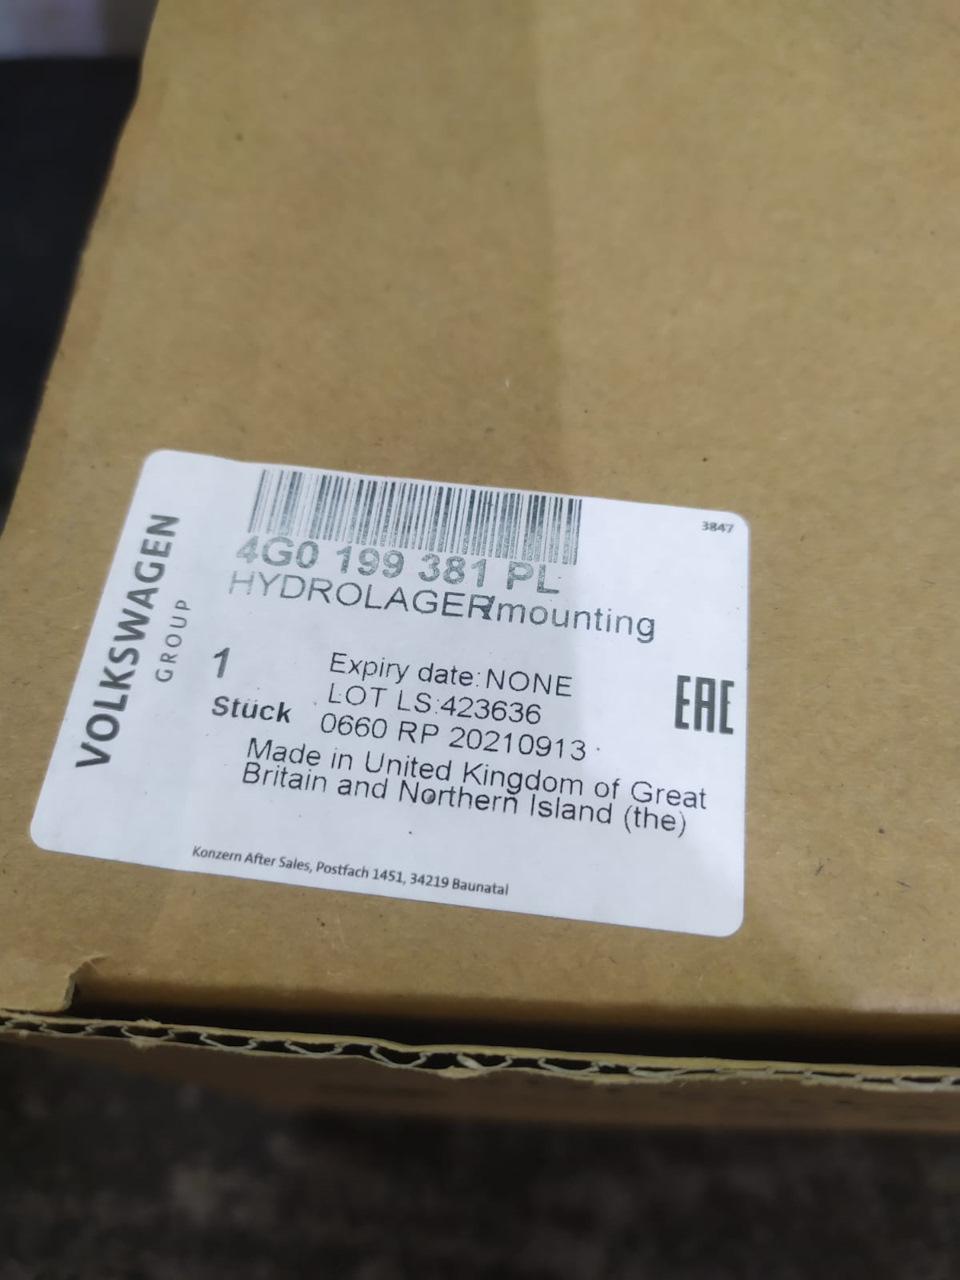 3847
4G0 199 381 PL
HYDROLAGER/mounting
VOLKSWAGEN
GROUP
1
Stück
Expiry date:NONE
LOT LS:423636
0660 RP 20210913
EAC
Made in United Kingdom of Great
Britain and Northern Island (the)
Konzern After Sales, Postfach 1451, 34219 Baunatal